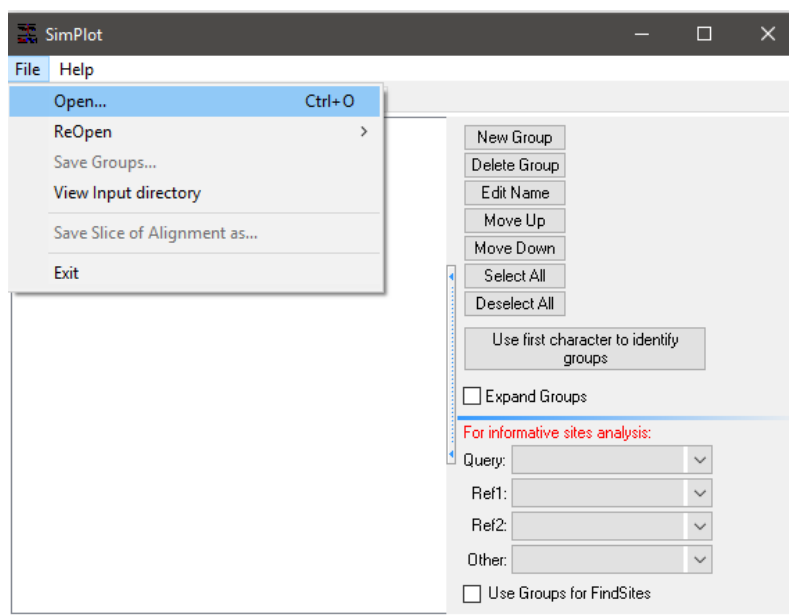 SimPlot
File Help
Open... Ctrl+O
ReOpen
Save Groups...
View Input directory
Save Slice of Alignment as...
Exit
New Group
Delete Group
Edit Name
Move Up
Move Down
Select All
Deselect All
Use first character to identify
groups
Expand Groups
For informative sites analysis:
Query:
Ref1:
Ref2:
Other:
Use Groups for FindSites